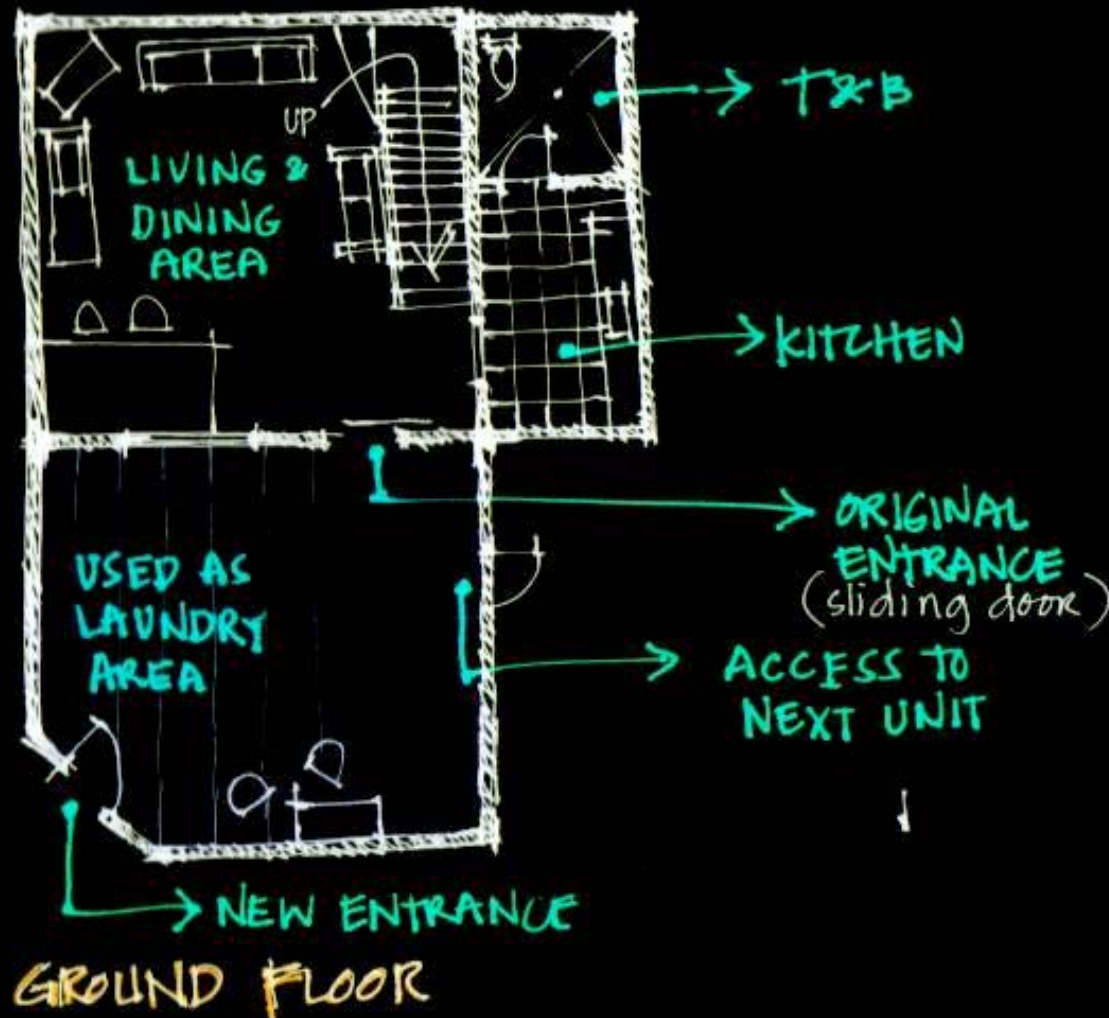 T&B
UP
LIVING &
DINING
AREA
KITCHEN
ORIGINAL
ENTRANCE
(sliding door)
USED AS
LAUNDRY
AREA
ACCESS TO
NEXT UNIT
NEW ENTRANCE
GROUND FLOOR